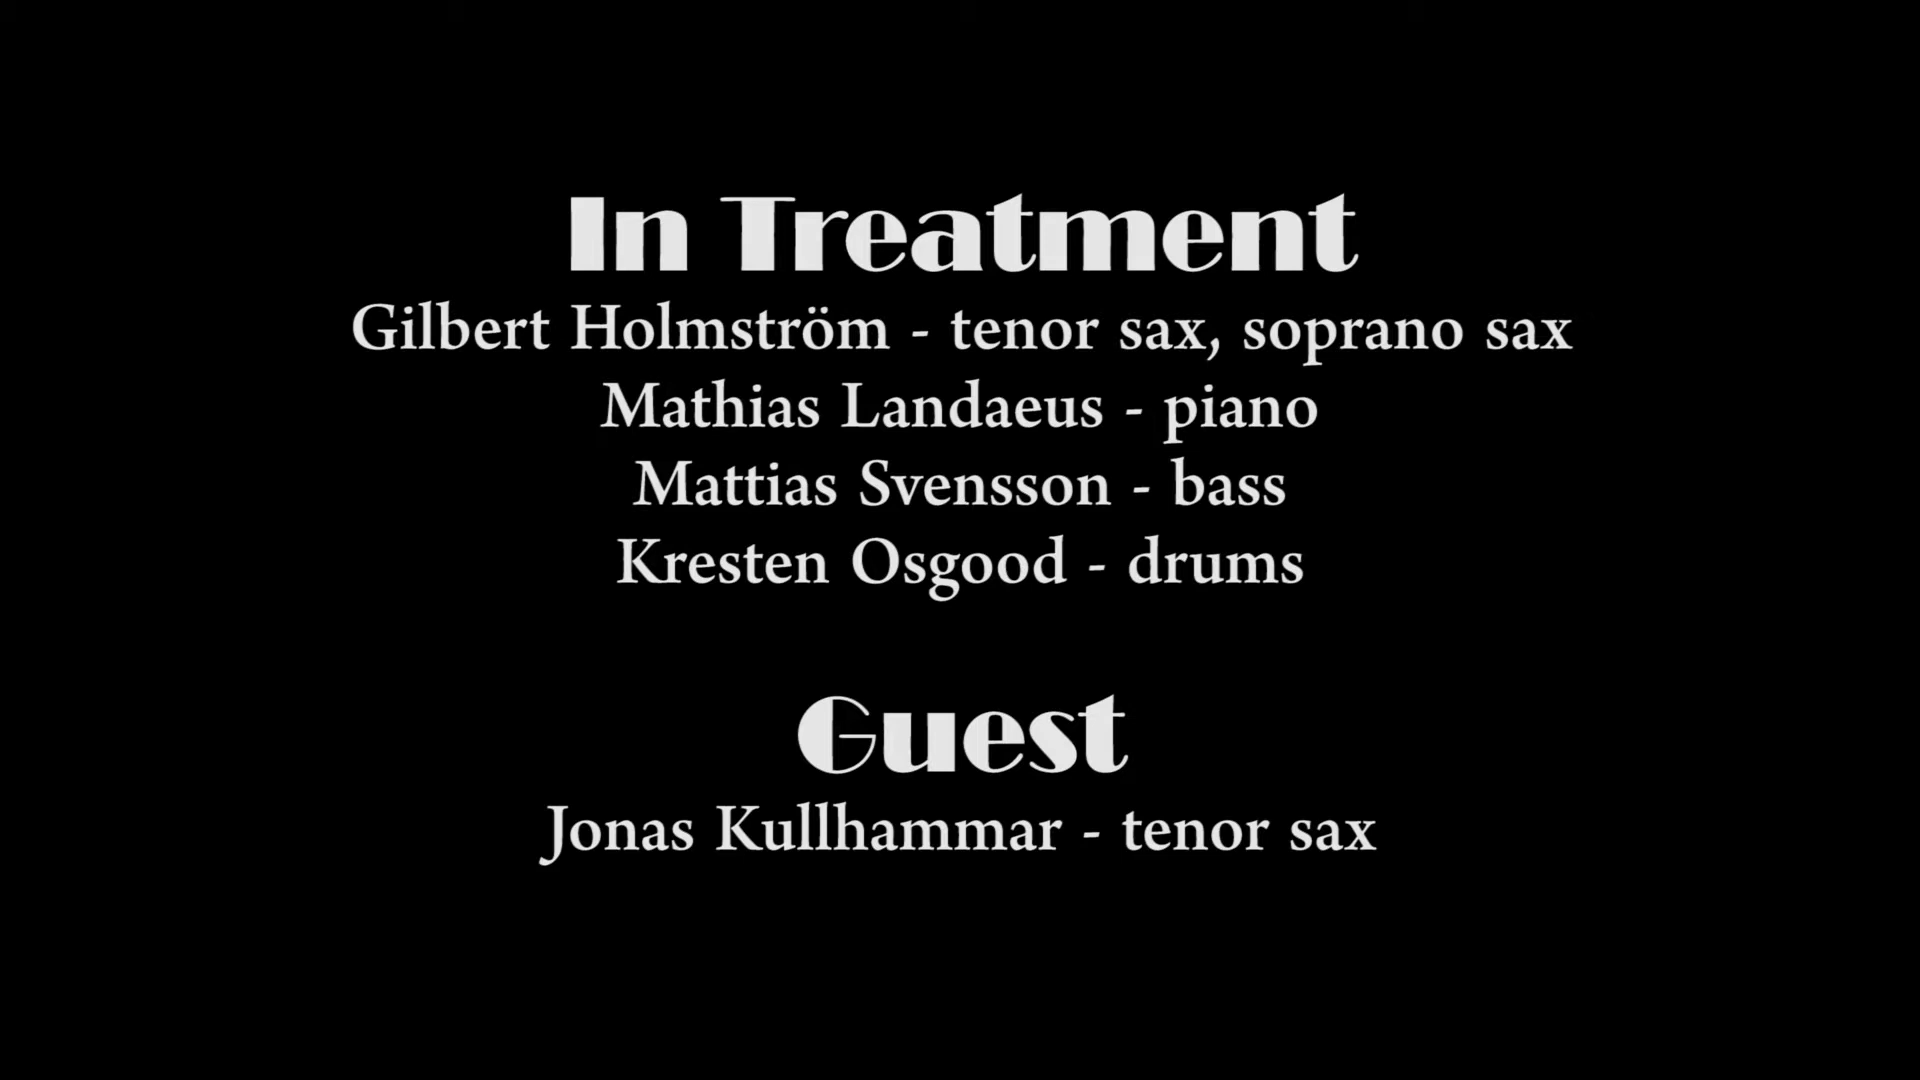 In Treatment
Gilbert Holmström - tenor sax, soprano sax
Mathias Landaeus - piano
Mattias Svensson - bass
Kresten Osgood - drums
Guest
Jonas Kullhammar - tenor sax